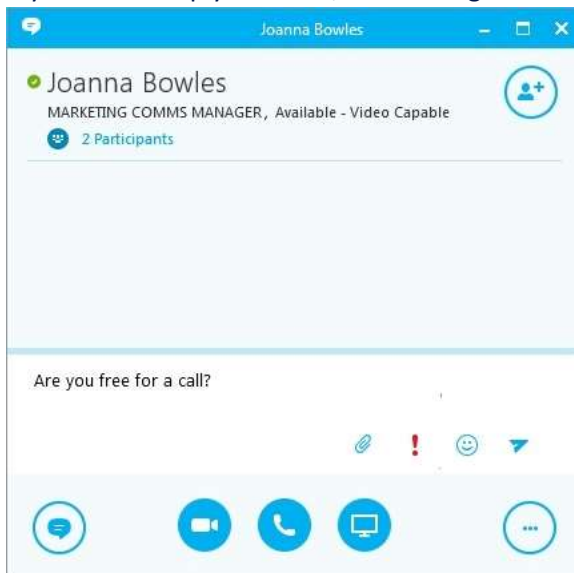 Joanna Bowles
Joanna Bowles
MARKETING COMMS MANAGER, Available - Video Capable
2 Participants
Are you free for a call?